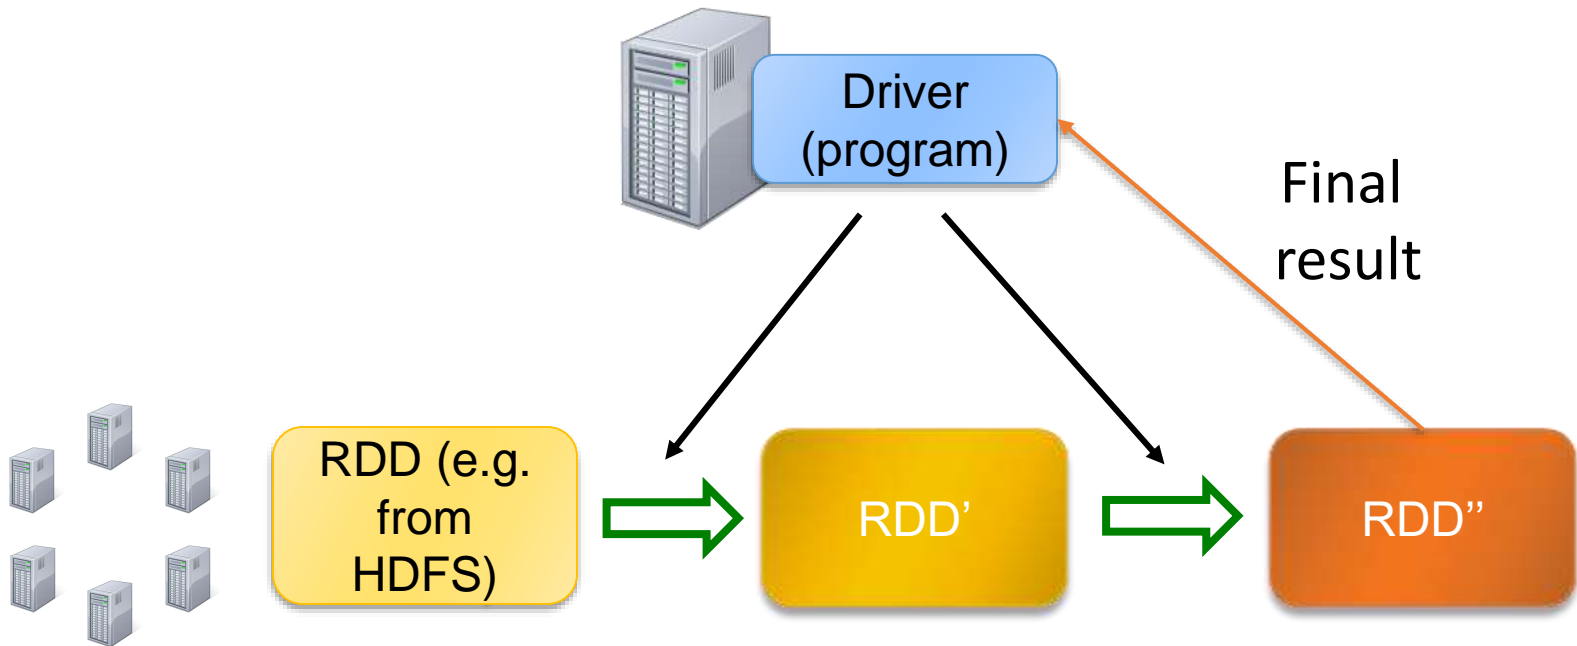 Driver
(program)
Final
result
RDD (e.g.
from
HDFS)
RDD’
RDD’’